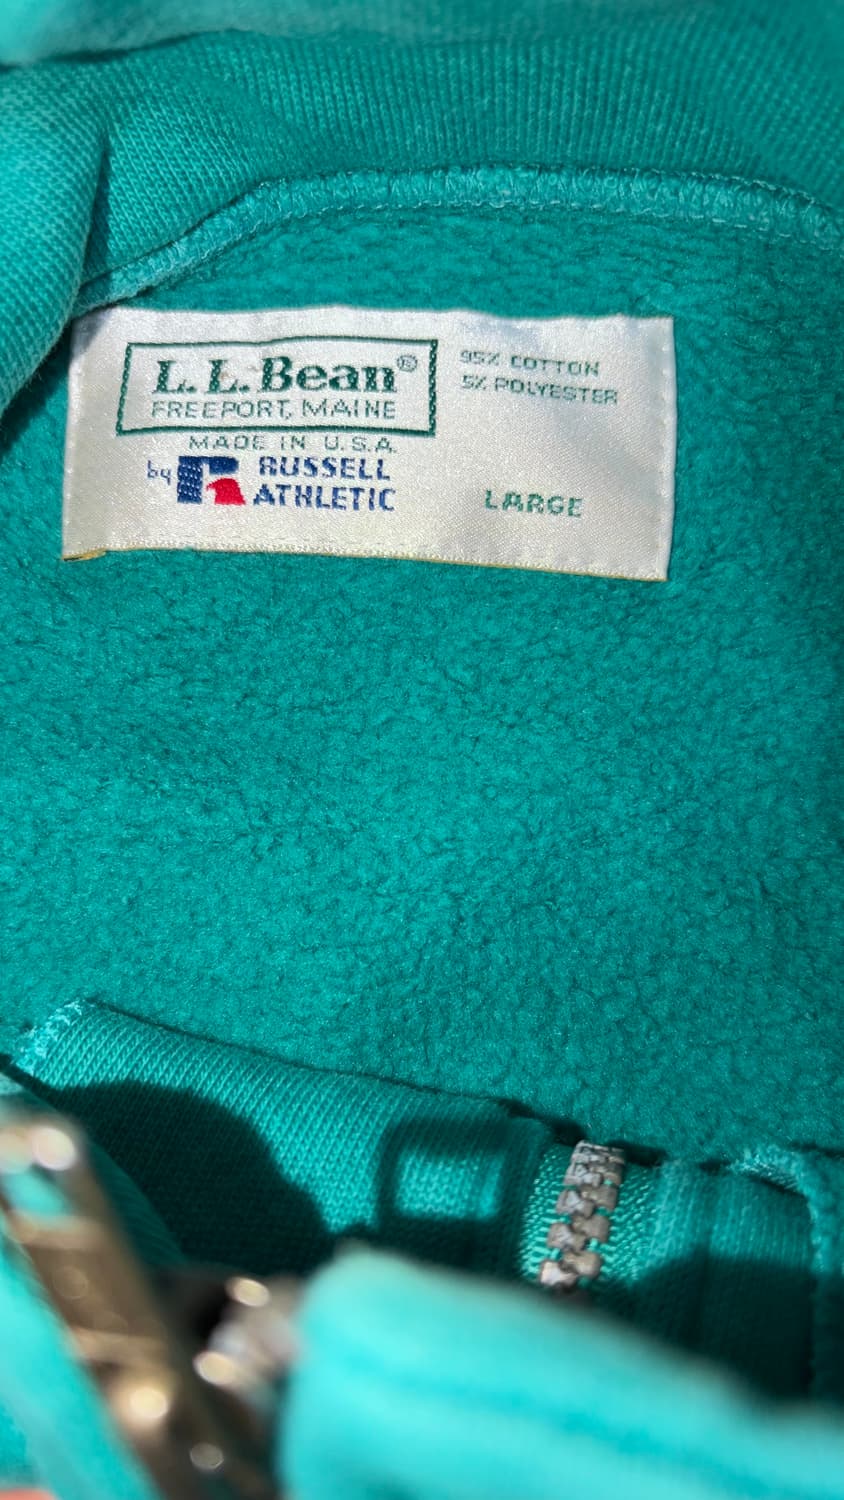 L.L.Bean®
FREEPORT, MAINE
MADE IN U.S.A.
by RUSSELL
ATHLETIC
95% COTTON
5% POLYESTER
LARGE